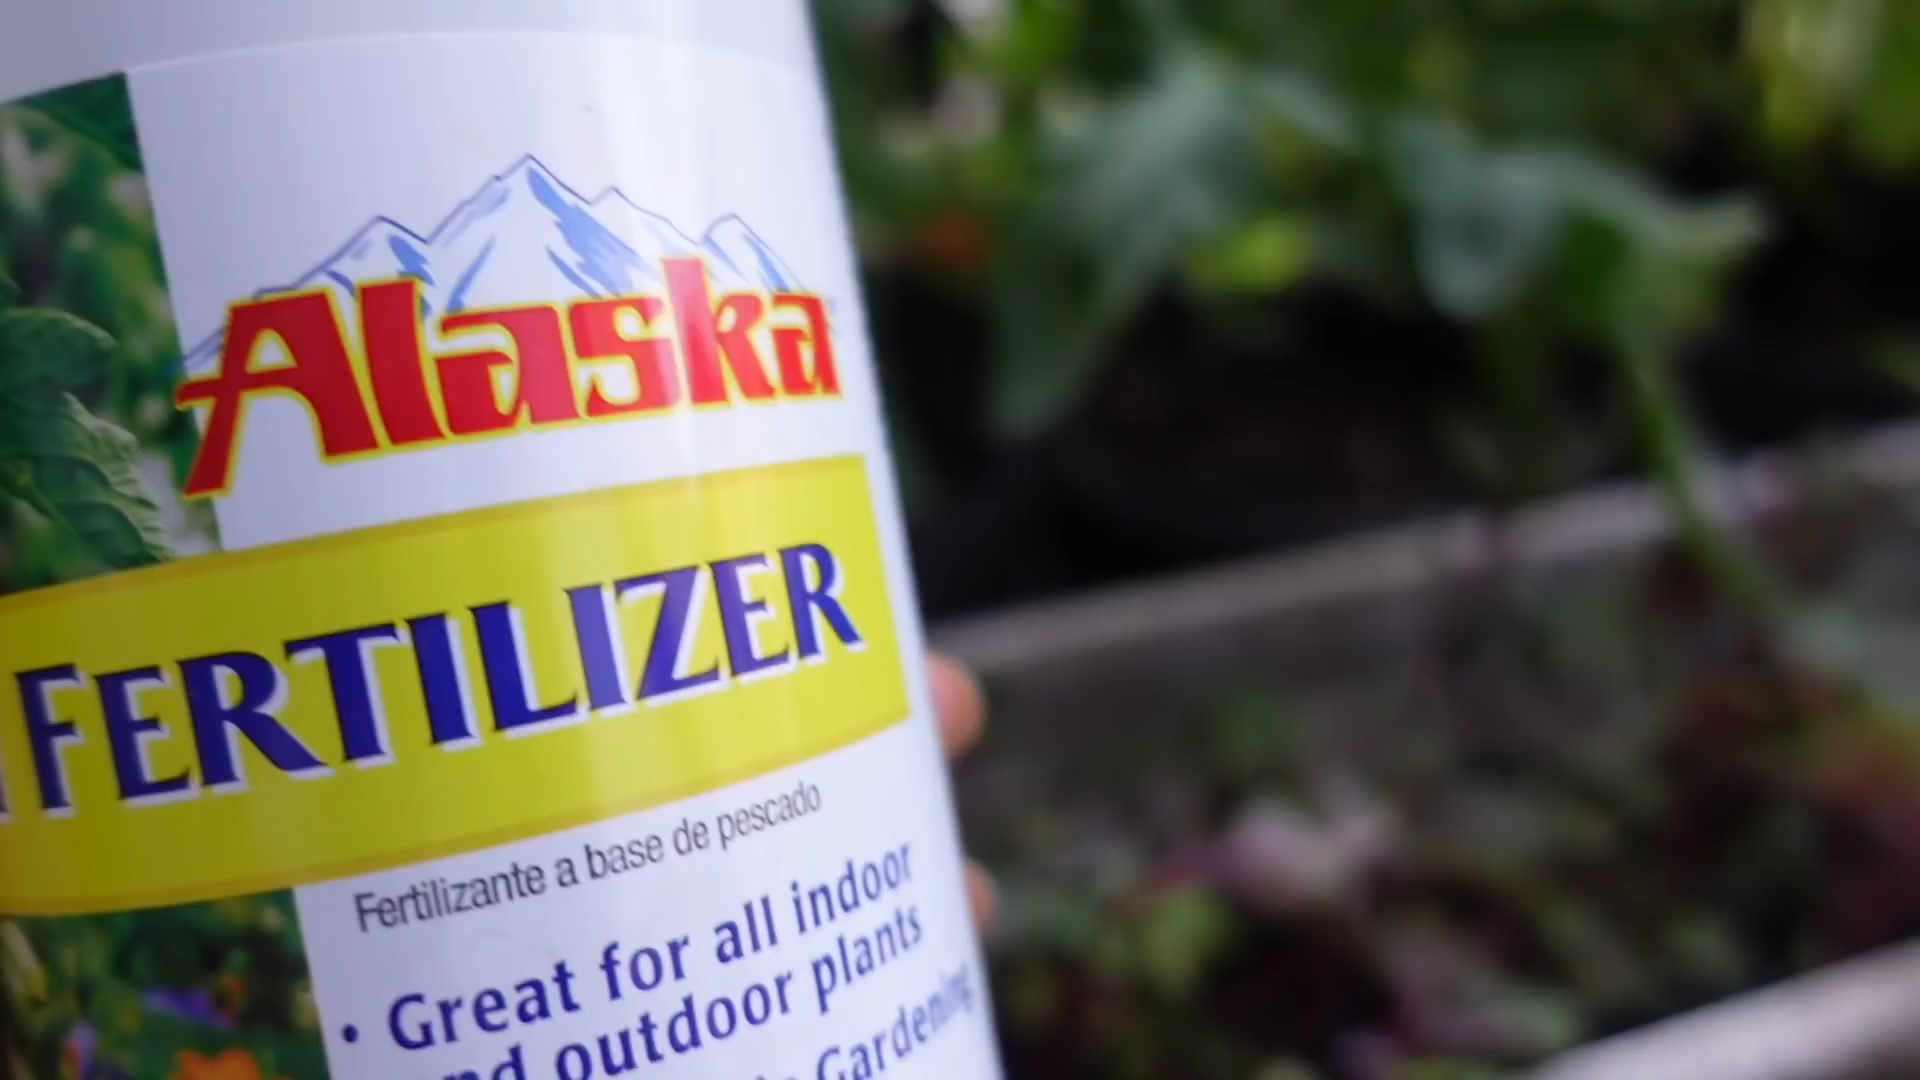 Alaska
FERTILIZER
Fertilizante a base de pescado
• Great for all indoor
outdoor plants
Gardening